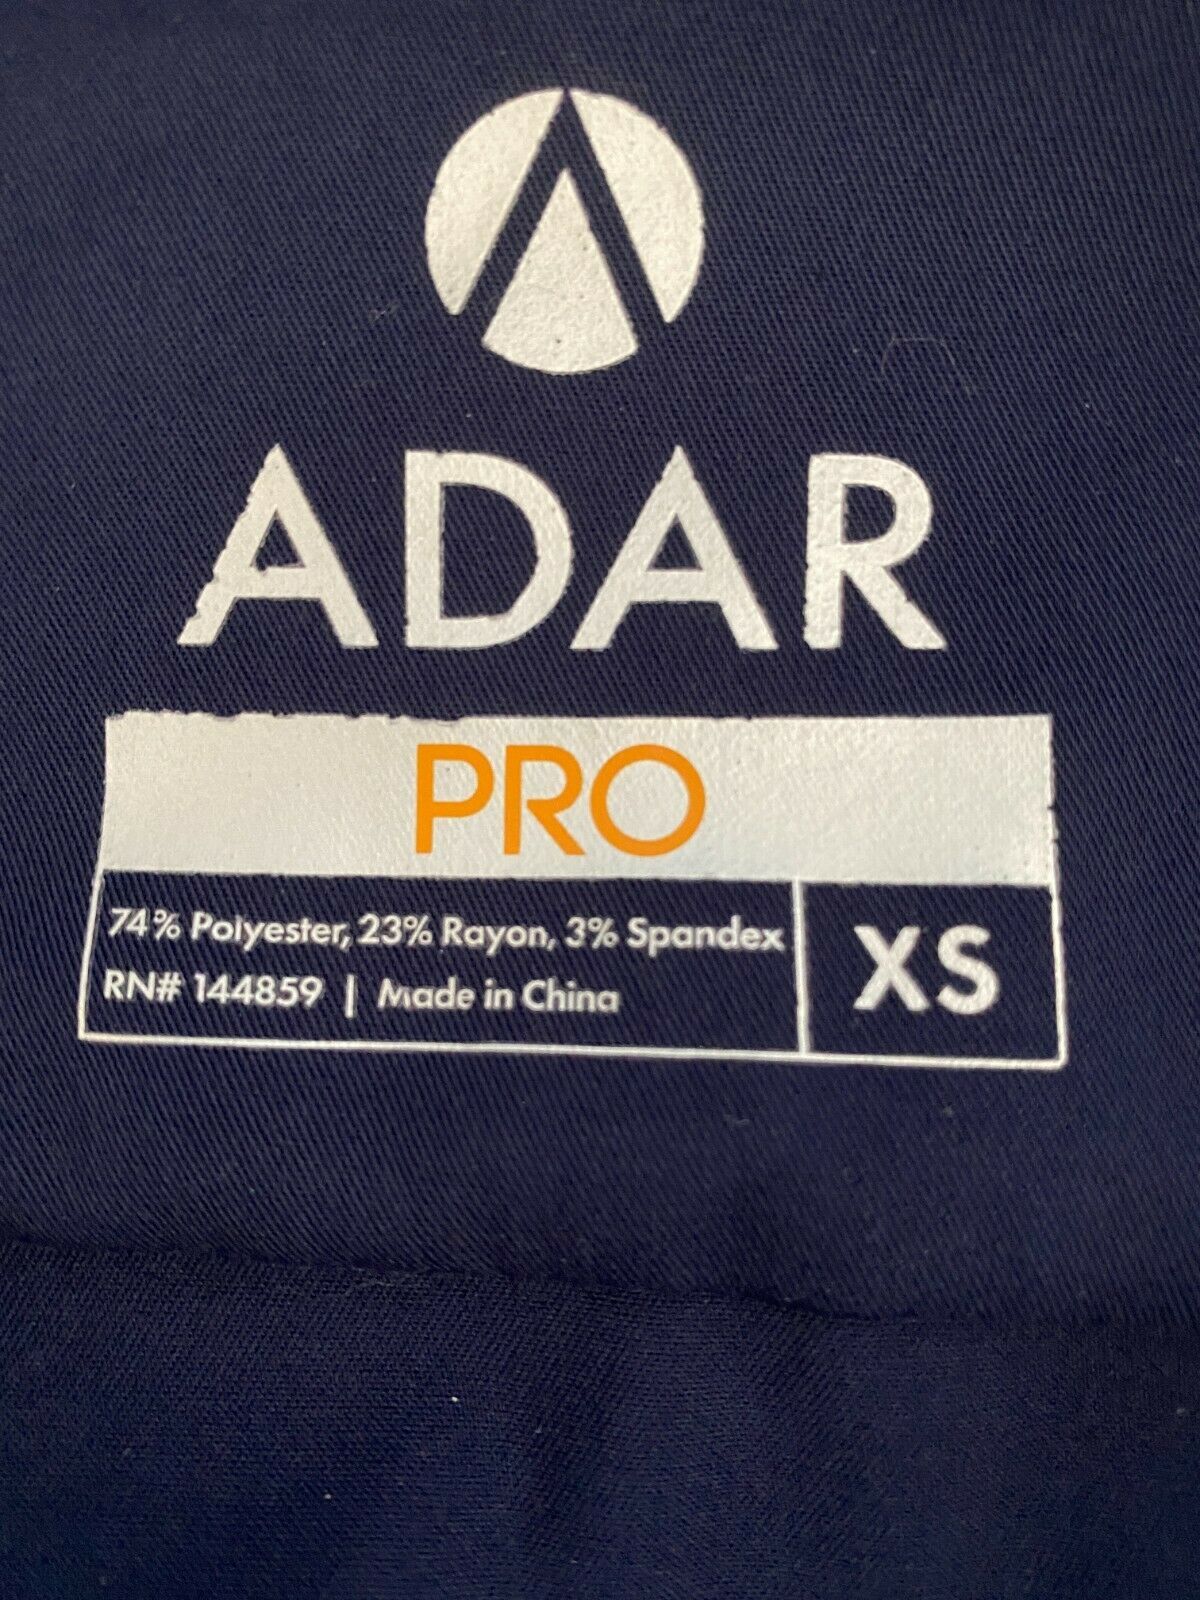 ADAR
PRO
74% Polyester, 23% Rayon, 3% Spandex
RN# 144859 | Made in China
XS